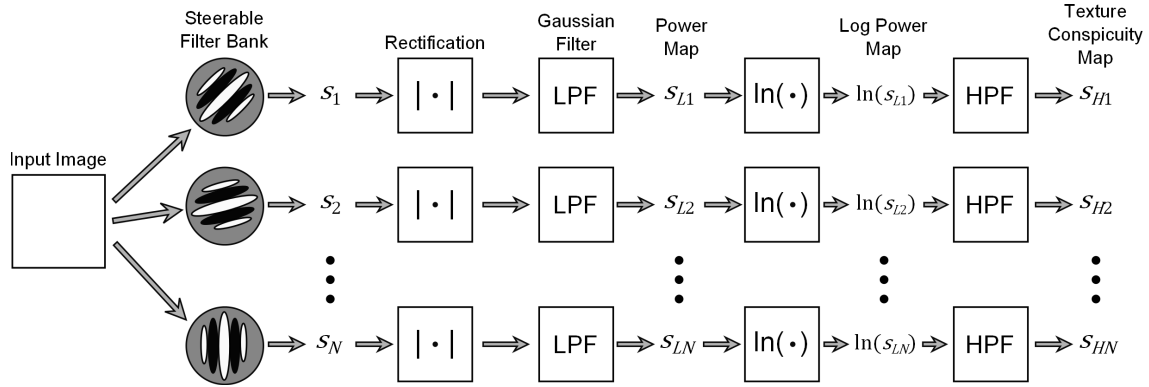 Steerable
Filter Bank
Rectification
Gaussian
Filter
Power
Map
Log Power
Map
Texture
Conspicuity
Map
Input Image
s1 | • | LPF sL1 ln( • ) ln(sL1) HPF sH1
s2 | • | LPF sL2 ln( • ) ln(sL2) HPF sH2
sN | • | LPF sLN ln( • ) ln(sLN) HPF sHN